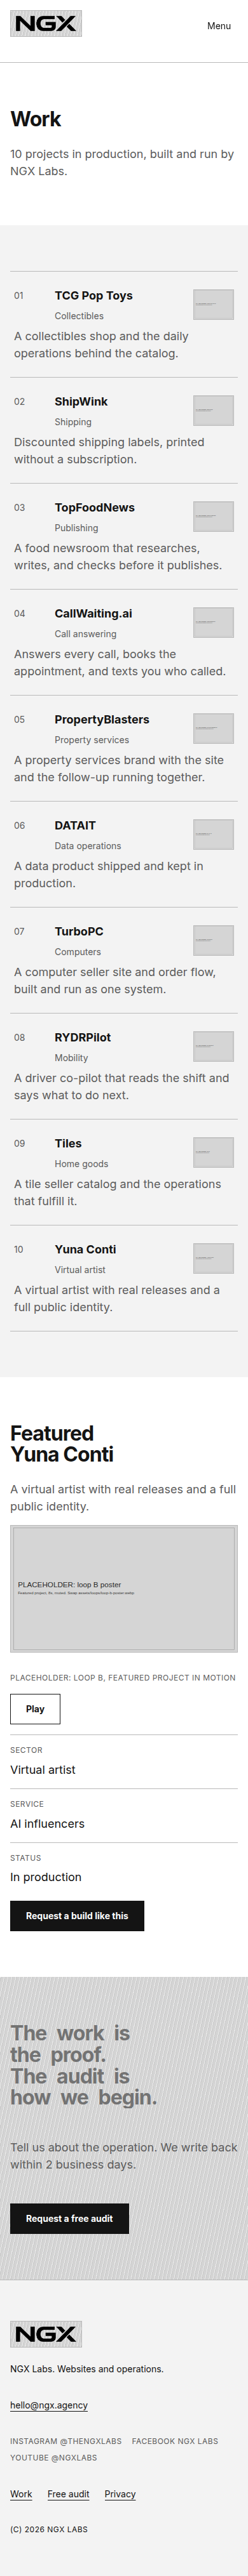 NGX
Menu
Work
10 projects in production, built and run by
NGX Labs.
01
TCG Pop Toys
Collectibles
A collectibles shop and the daily
operations behind the catalog.
02
ShipWink
Shipping
Discounted shipping labels, printed
without a subscription.
03
TopFoodNews
Publishing
A food newsroom that researches,
writes, and checks before it publishes.
04
CallWaiting.ai
Call answering
Answers every call, books the
appointment, and texts you who called.
05
PropertyBlasters
Property services
A property services brand with the site
and the follow-up running together.
06
DATAIT
Data operations
A data product shipped and kept in
production.
07
TurboPC
Computers
A computer seller site and order flow,
built and run as one system.
08
RYDRPilot
Mobility
A driver co-pilot that reads the shift and
says what to do next.
09
Tiles
Home goods
A tile seller catalog and the operations
that fulfill it.
10
Yuna Conti
Virtual artist
A virtual artist with real releases and a
full public identity.
Featured
Yuna Conti
A virtual artist with real releases and a full
public identity.
PLACEHOLDER: loop B poster
PLACEHOLDER: LOOP B, FEATURED PROJECT IN MOTION
Play
SECTOR
Virtual artist
SERVICE
AI influencers
STATUS
In production
Request a build like this
The work is
the proof.
The audit is
how we begin.
Tell us about the operation. We write back
within 2 business days.
Request a free audit
NGX
NGX Labs. Websites and operations.
hello@ngx.agency
INSTAGRAM @THENGXLABS FACEBOOK NGX LABS
YOUTUBE @NGXLABS
Work Free audit Privacy
(C) 2026 NGX LABS